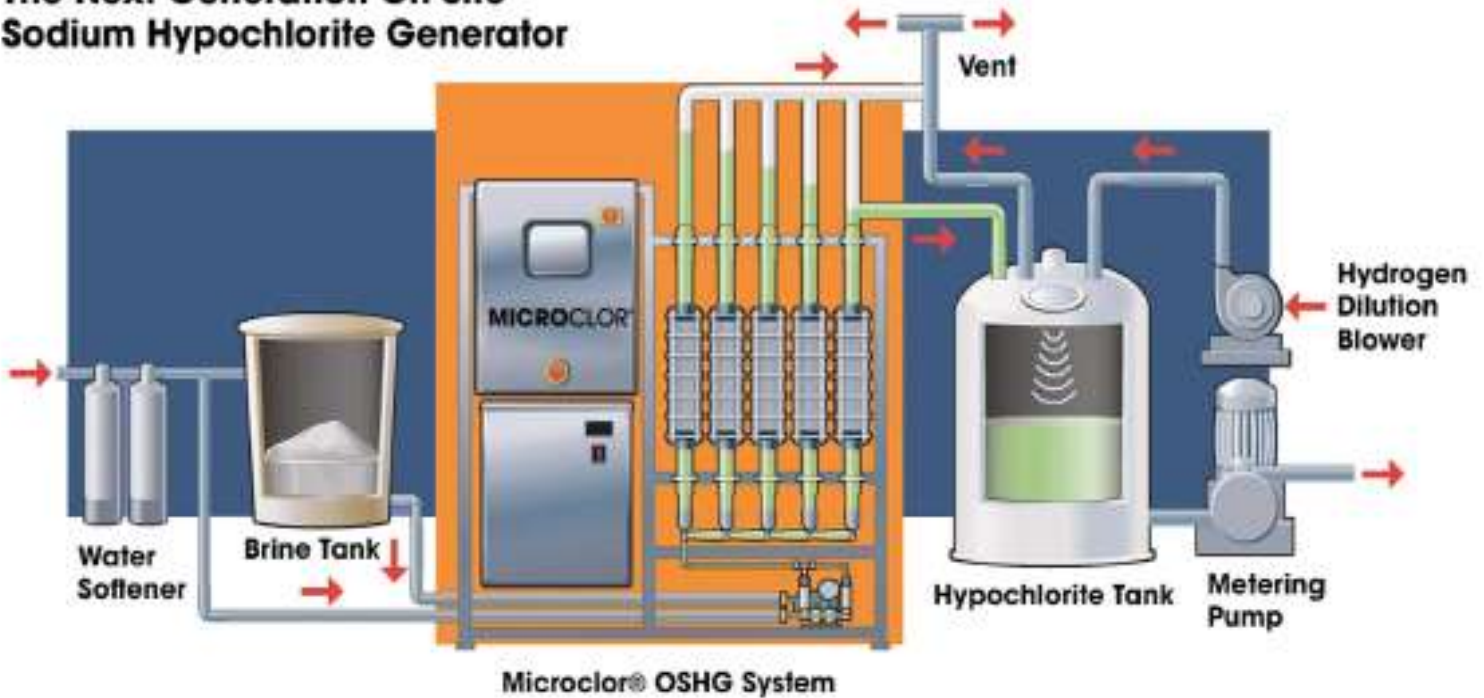 Sodium Hypochlorite Generator
Vent
MICROCLOR®
Hydrogen
Dilution
Blower
Water
Softener
Brine Tank
Hypochlorite Tank
Metering
Pump
Microclor® OSHG System